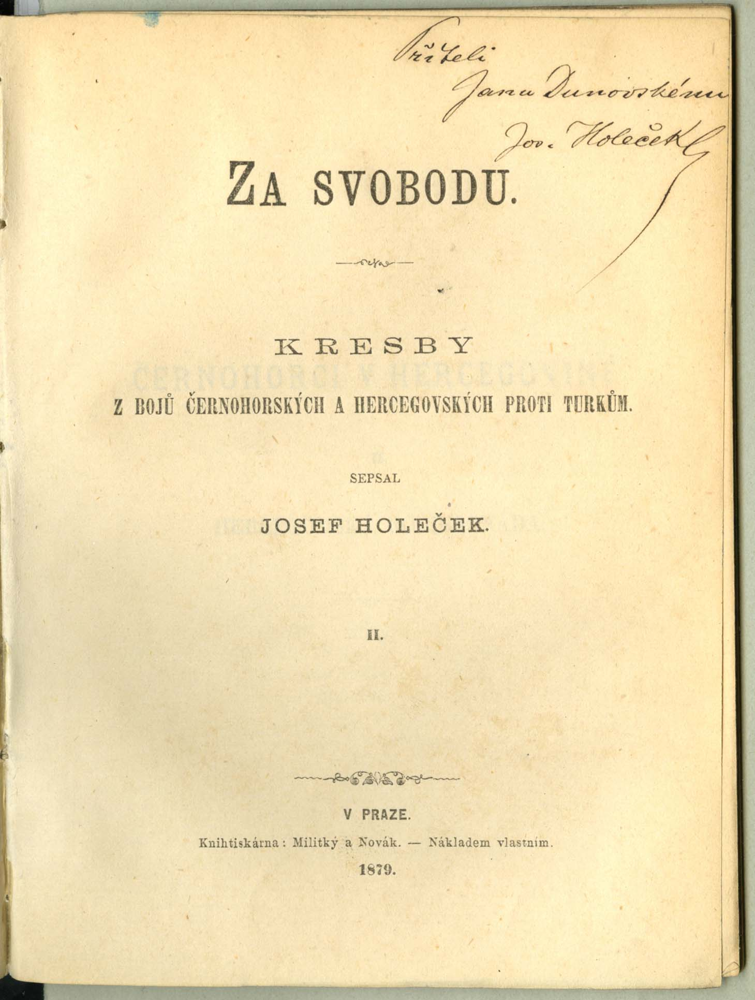 Příteli
Janu Dunovskému
Jos. Holeček
ZA SVOBODU.
KRESBY
Z BOJŮ ČERNOHORSKÝCH A HERCEGOVSKÝCH PROTI TURKŮM.
SEPSAL
JOSEF HOLEČEK.
II.
V PRAZE.
Knihtiskárna: Militký a Novák. — Nákladem vlastním.
1879.